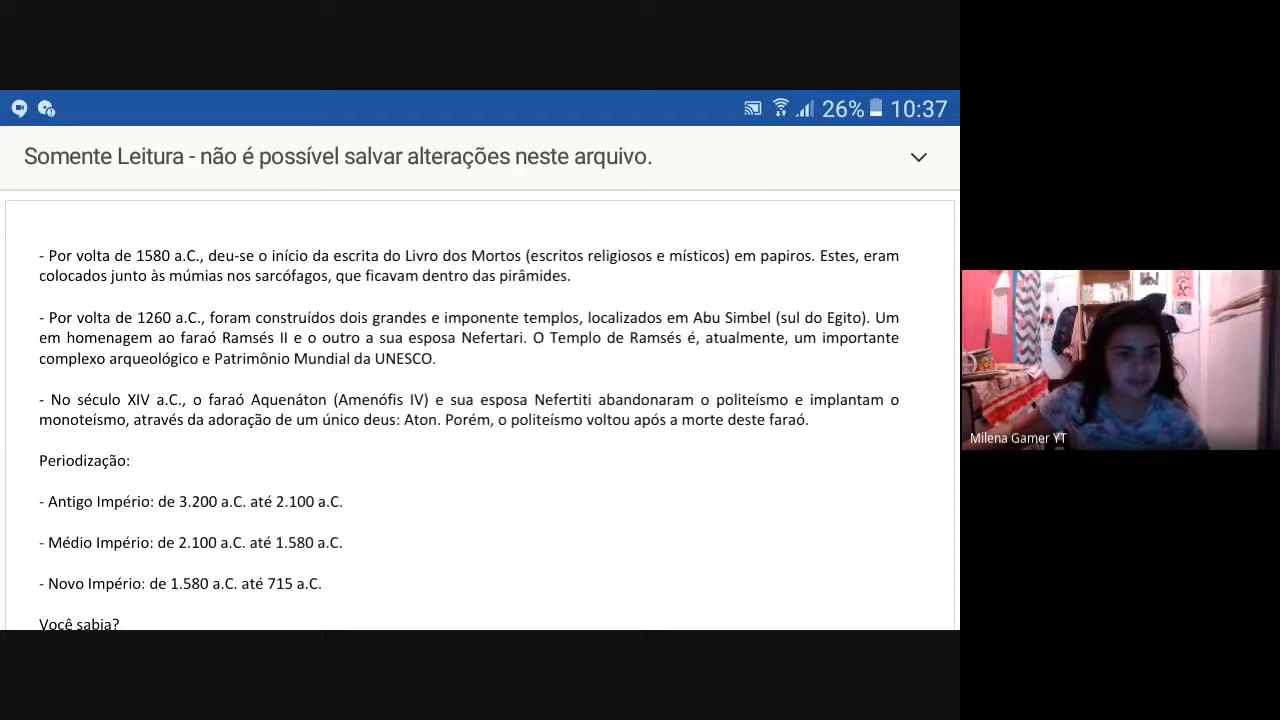 26% 10:37
Somente Leitura - não é possível salvar alterações neste arquivo.
- Por volta de 1580 a.C., deu-se o início da escrita do Livro dos Mortos (escritos religiosos e místicos) em papiros. Estes, eram
colocados junto às múmias nos sarcófagos, que ficavam dentro das pirâmides.
- Por volta de 1260 a.C., foram construídos dois grandes e imponente templos, localizados em Abu Simbel (sul do Egito). Um
em homenagem ao faraó Ramsés II e o outro a sua esposa Nefertari. O Templo de Ramsés é, atualmente, um importante
complexo arqueológico e Patrimônio Mundial da UNESCO.
- No século XIV a.C., o faraó Aquenáton (Amenófis IV) e sua esposa Nefertiti abandonaram o politeísmo e implantam o
monoteísmo, através da adoração de um único deus: Aton. Porém, o politeísmo voltou após a morte deste faraó.
Periodização:
- Antigo Império: de 3.200 a.C. até 2.100 a.C.
- Médio Império: de 2.100 a.C. até 1.580 a.C.
- Novo Império: de 1.580 a.C. até 715 a.C.
Você sabia?
Milena Gamer YT